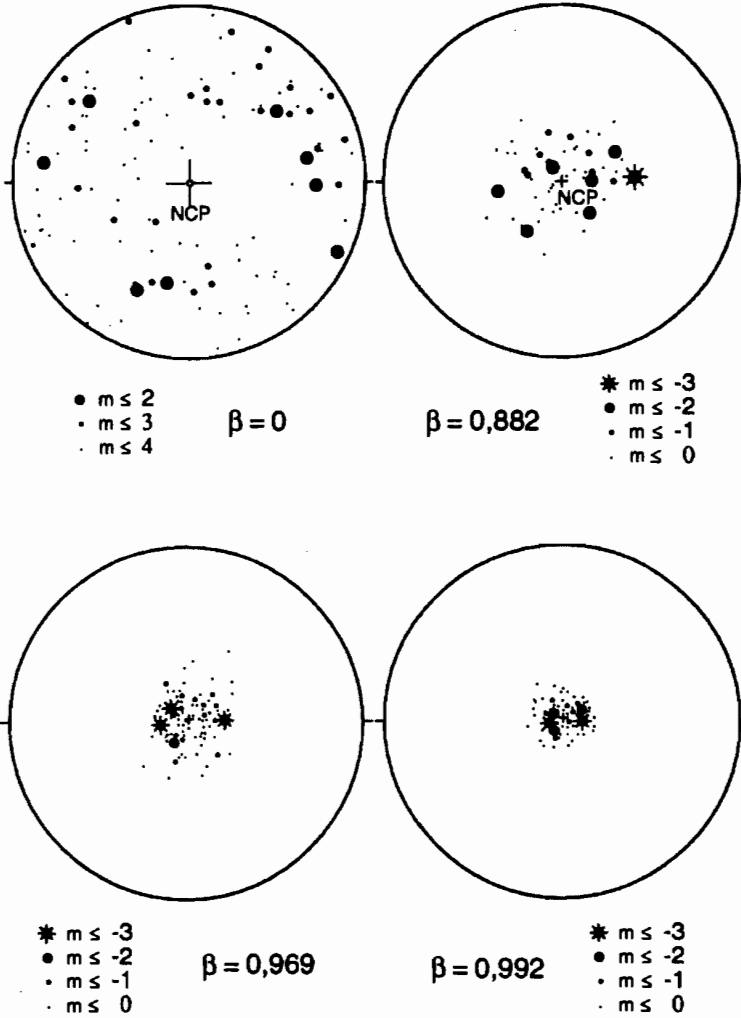 NCP
NCP
m ≤ 2
m ≤ 3
m ≤ 4
β = 0
β = 0,882
m ≤ -3
m ≤ -2
m ≤ -1
m ≤ 0
m ≤ -3
m ≤ -2
m ≤ -1
m ≤ 0
β = 0,969
β = 0,992
m ≤ -3
m ≤ -2
m ≤ -1
m ≤ 0